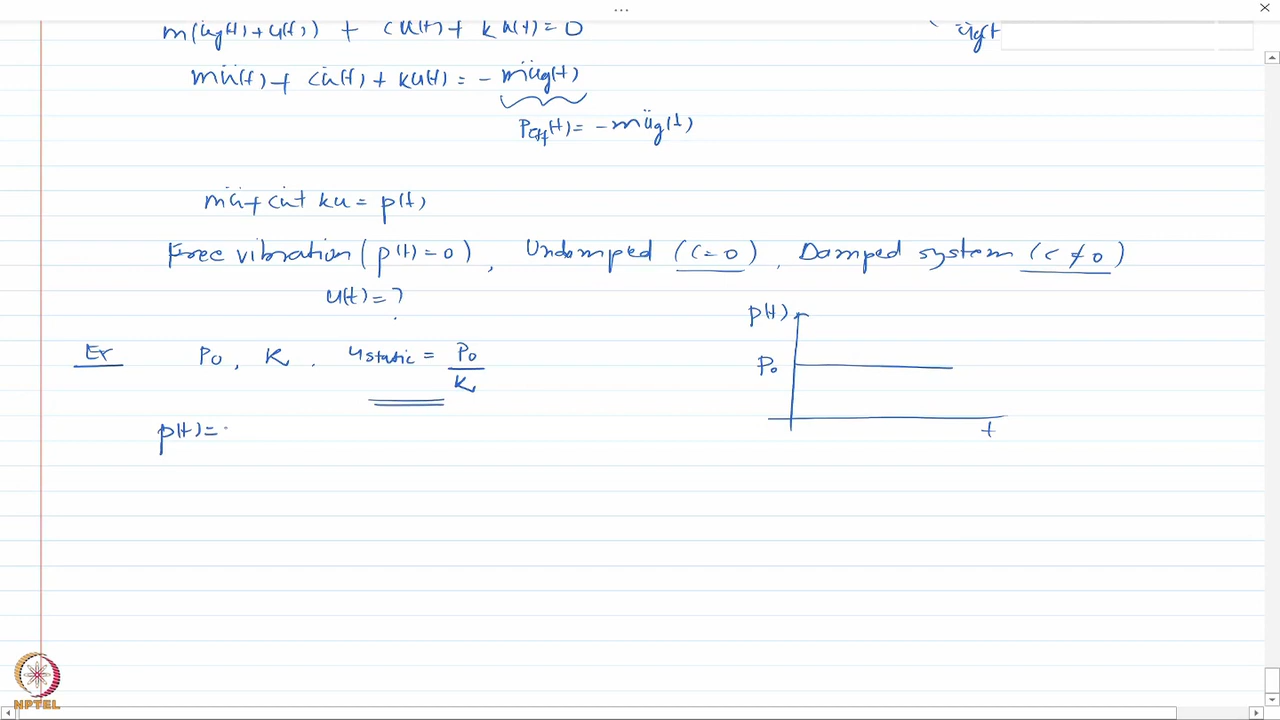 m(üg(t)+ü(t)) + cu̇(t)+ ku(t)=0
üg(t
mü(t)+ cu̇(t)+ku(t)= - müg(t)
Peff(t)= -müg(t)
mü+cu̇+ku=p(t)
Free vibration(p(t)=0), Undamped (c=0), Damped system (c≠0)
u(t)=?
p(t)
Ex P₀, K. ustatic= P₀/K
P₀
p(t)=
t
NPTEL